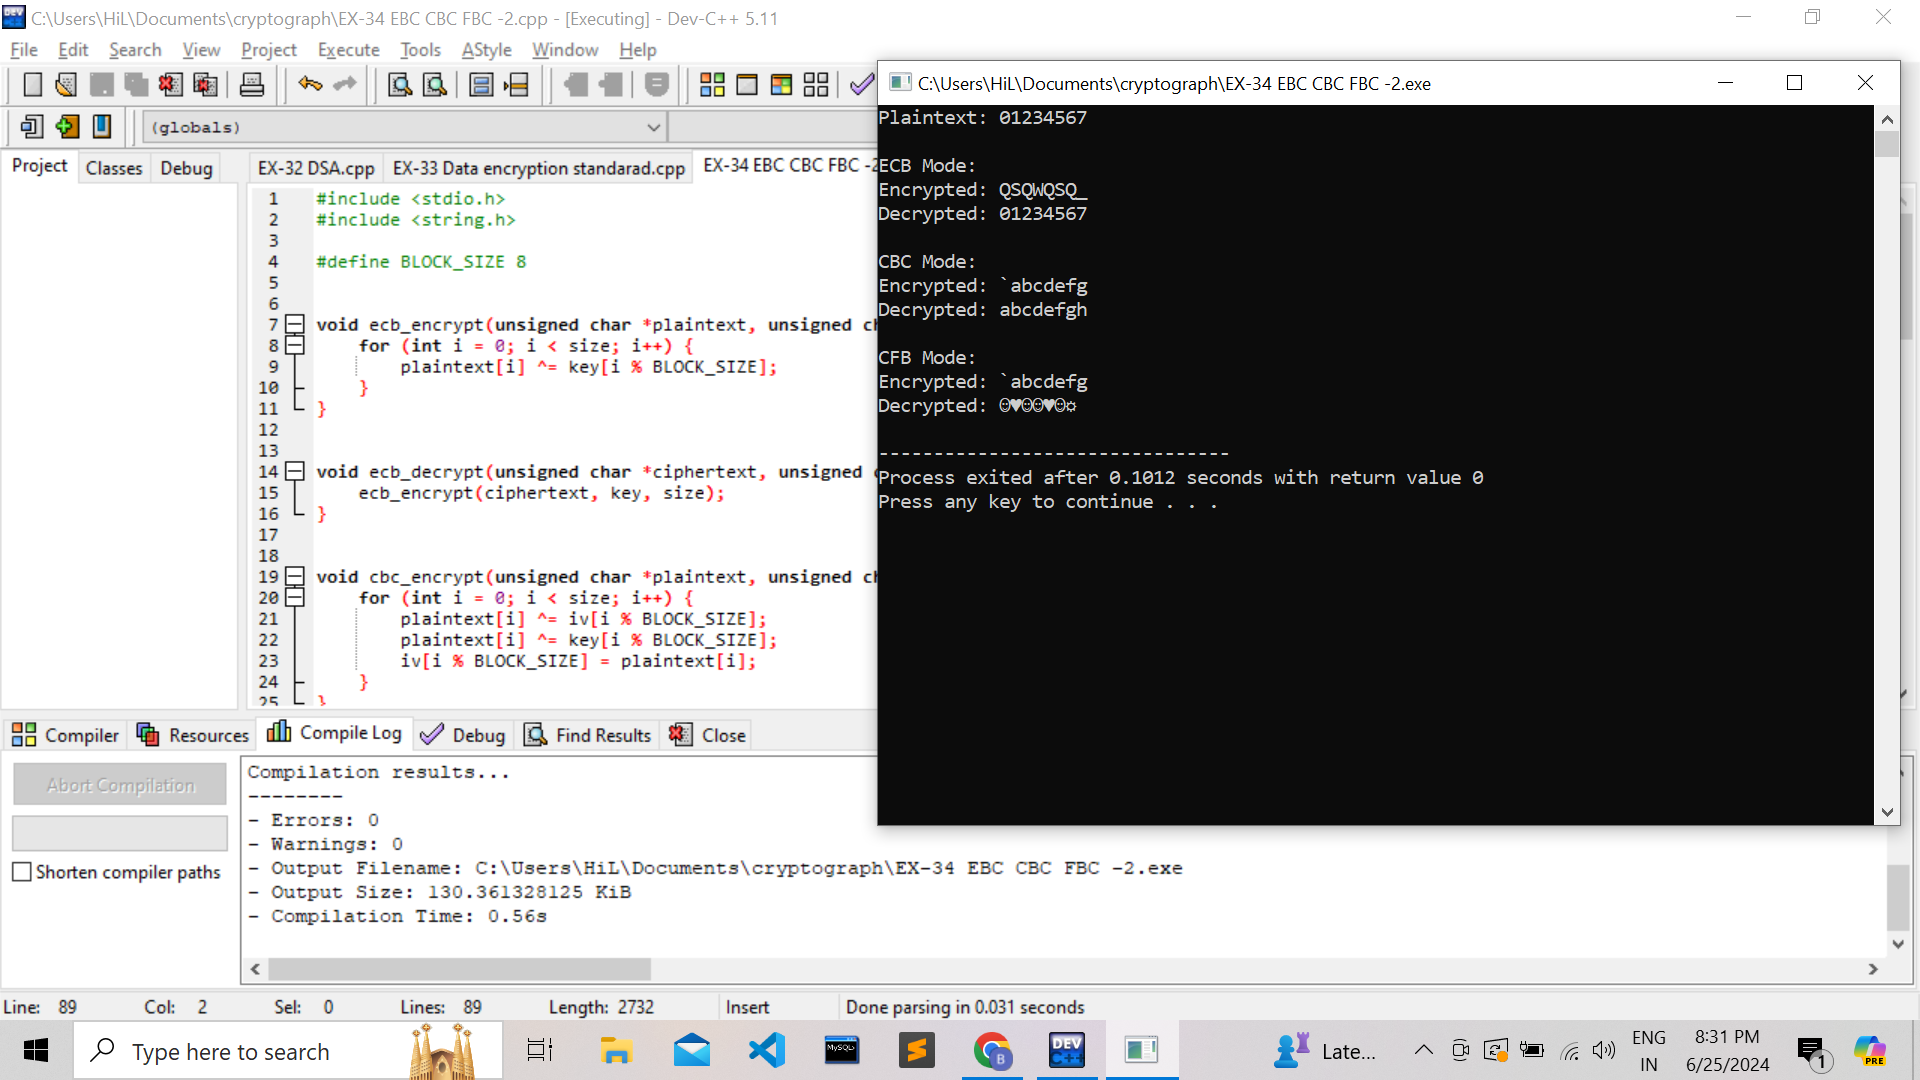 C:\Users\HiL\Documents\cryptograph\EX-34 EBC CBC FBC -2.cpp - [Executing] - Dev-C++ 5.11
File Edit Search View Project Execute Tools AStyle Window Help
(globals)
Project Classes Debug
EX-32 DSA.cpp EX-33 Data encryption standarad.cpp EX-34 EBC CBC FBC -2
1 #include <stdio.h>
2 #include <string.h>
3
4 #define BLOCK_SIZE 8
5
6
7 void ecb_encrypt(unsigned char *plaintext, unsigned ch
8 for (int i = 0; i < size; i++) {
9 plaintext[i] ^= key[i % BLOCK_SIZE];
10 }
11 }
12
13
14 void ecb_decrypt(unsigned char *ciphertext, unsigned c
15 ecb_encrypt(ciphertext, key, size);
16 }
17
18
19 void cbc_encrypt(unsigned char *plaintext, unsigned ch
20 for (int i = 0; i < size; i++) {
21 plaintext[i] ^= iv[i % BLOCK_SIZE];
22 plaintext[i] ^= key[i % BLOCK_SIZE];
23 iv[i % BLOCK_SIZE] = plaintext[i];
24 }
25 }
C:\Users\HiL\Documents\cryptograph\EX-34 EBC CBC FBC -2.exe
Plaintext: 01234567
ECB Mode:
Encrypted: QSQWQSQ_
Decrypted: 01234567
CBC Mode:
Encrypted: `abcdefg
Decrypted: abcdefgh
CFB Mode:
Encrypted: `abcdefg
Decrypted: ☺♥☺☺♥☺☼
--------------------------------
Process exited after 0.1012 seconds with return value 0
Press any key to continue . . .
Compiler Resources Compile Log Debug Find Results Close
Abort Compilation
Shorten compiler paths
Compilation results...
--------
- Errors: 0
- Warnings: 0
- Output Filename: C:\Users\HiL\Documents\cryptograph\EX-34 EBC CBC FBC -2.exe
- Output Size: 130.361328125 KiB
- Compilation Time: 0.56s
Line: 89 Col: 2 Sel: 0 Lines: 89 Length: 2732 Insert Done parsing in 0.031 seconds
Type here to search
MySQL
DEV C++
B
Late...
ENG
IN
8:31 PM
6/25/2024
1
PRE